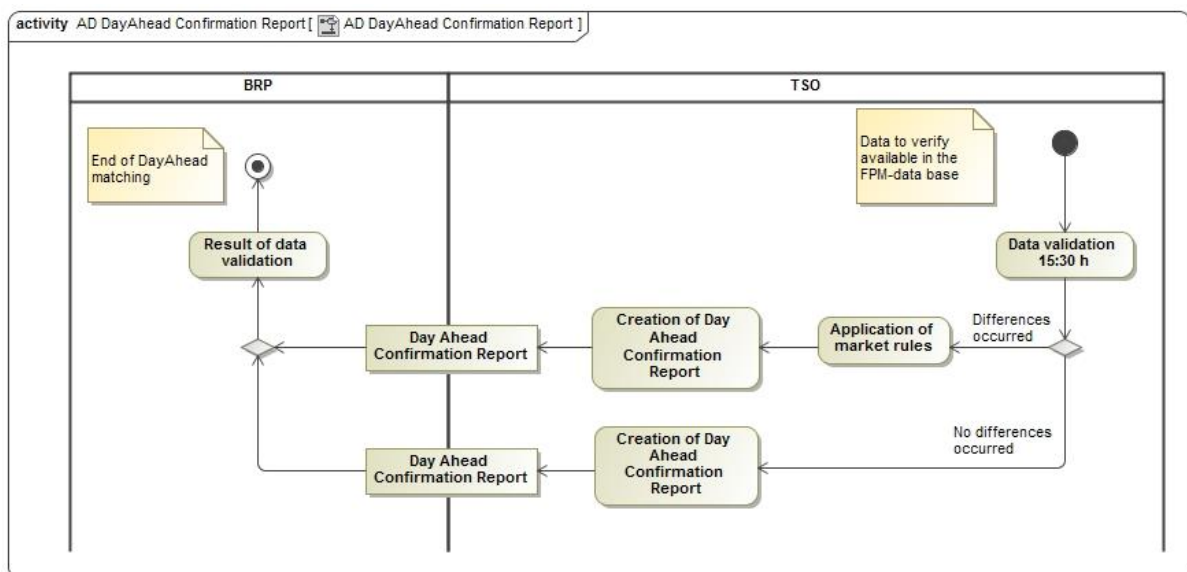 activity AD DayAhead Confirmation Report [ AD DayAhead Confirmation Report ]
BRP
TSO
End of DayAhead
matching
Data to verify
available in the
FPM-data base
Result of data
validation
Data validation
15:30 h
Day Ahead
Confirmation Report
Creation of Day
Ahead
Confirmation
Report
Application of
market rules
Differences
occurred
Day Ahead
Confirmation Report
Creation of Day
Ahead
Confirmation
Report
No differences
occurred